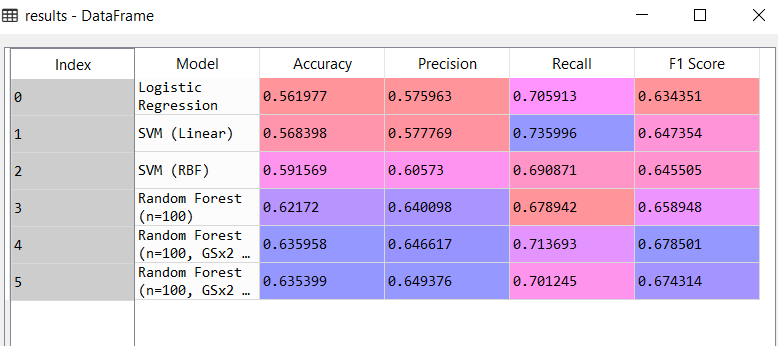 results - DataFrame
Index Model Accuracy Precision Recall F1 Score
0 Logistic Regression 0.561977 0.575963 0.705913 0.634351
1 SVM (Linear) 0.568398 0.577769 0.735996 0.647354
2 SVM (RBF) 0.591569 0.60573 0.690871 0.645505
3 Random Forest (n=100) 0.62172 0.640098 0.678942 0.658948
4 Random Forest (n=100, GSx2 … 0.635958 0.646617 0.713693 0.678501
5 Random Forest (n=100, GSx2 … 0.635399 0.649376 0.701245 0.674314